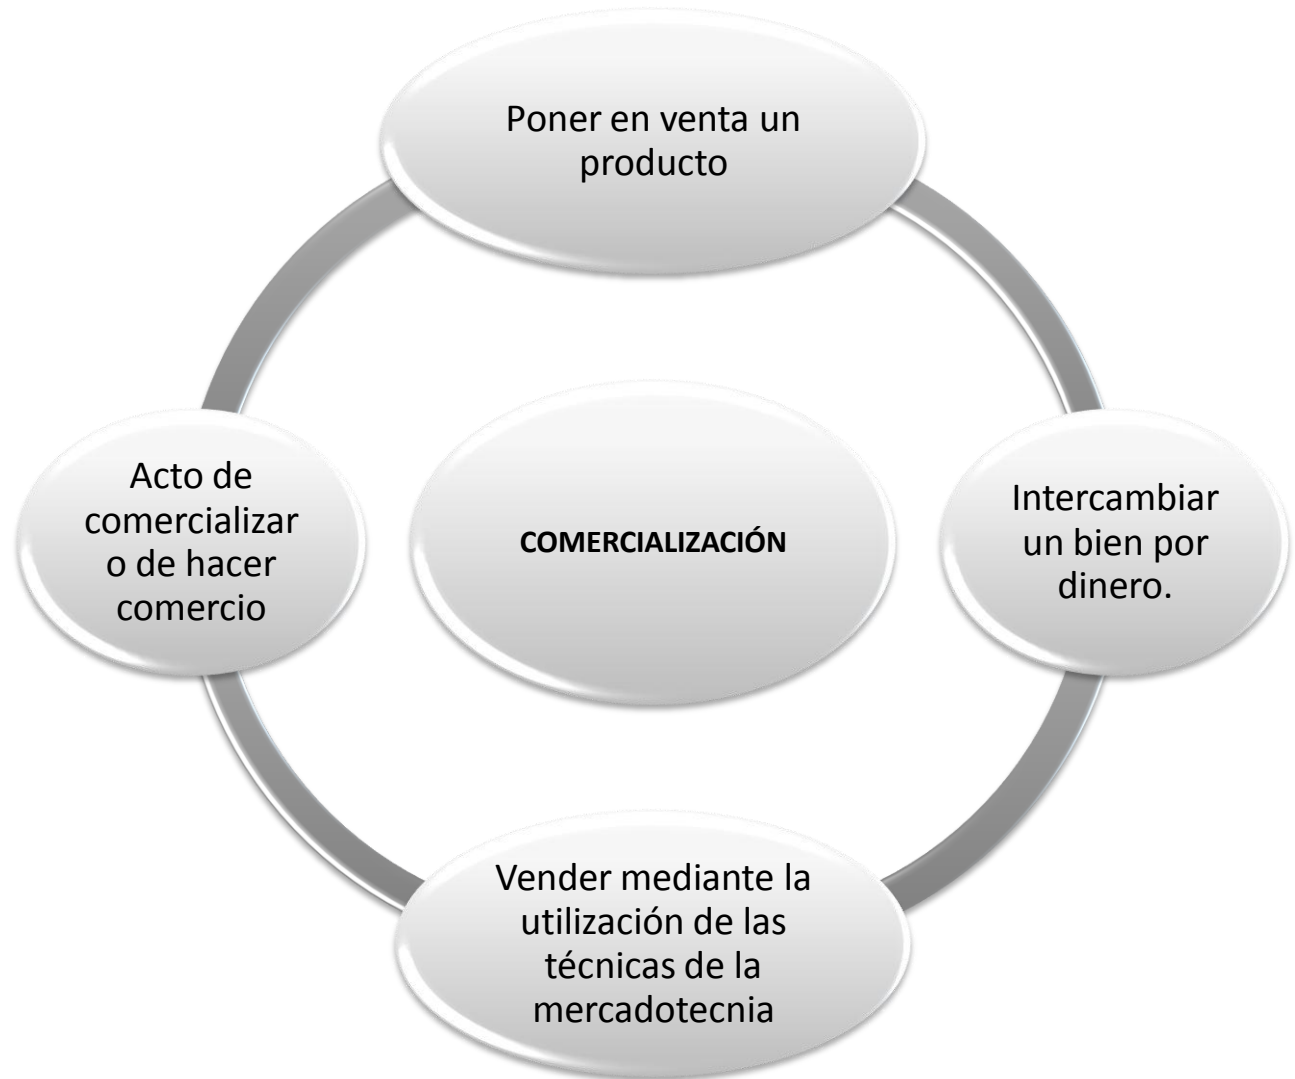 Poner en venta un
producto
Acto de
comercializar
o de hacer
comercio
COMERCIALIZACIÓN
Intercambiar
un bien por
dinero.
Vender mediante la
utilización de las
técnicas de la
mercadotecnia